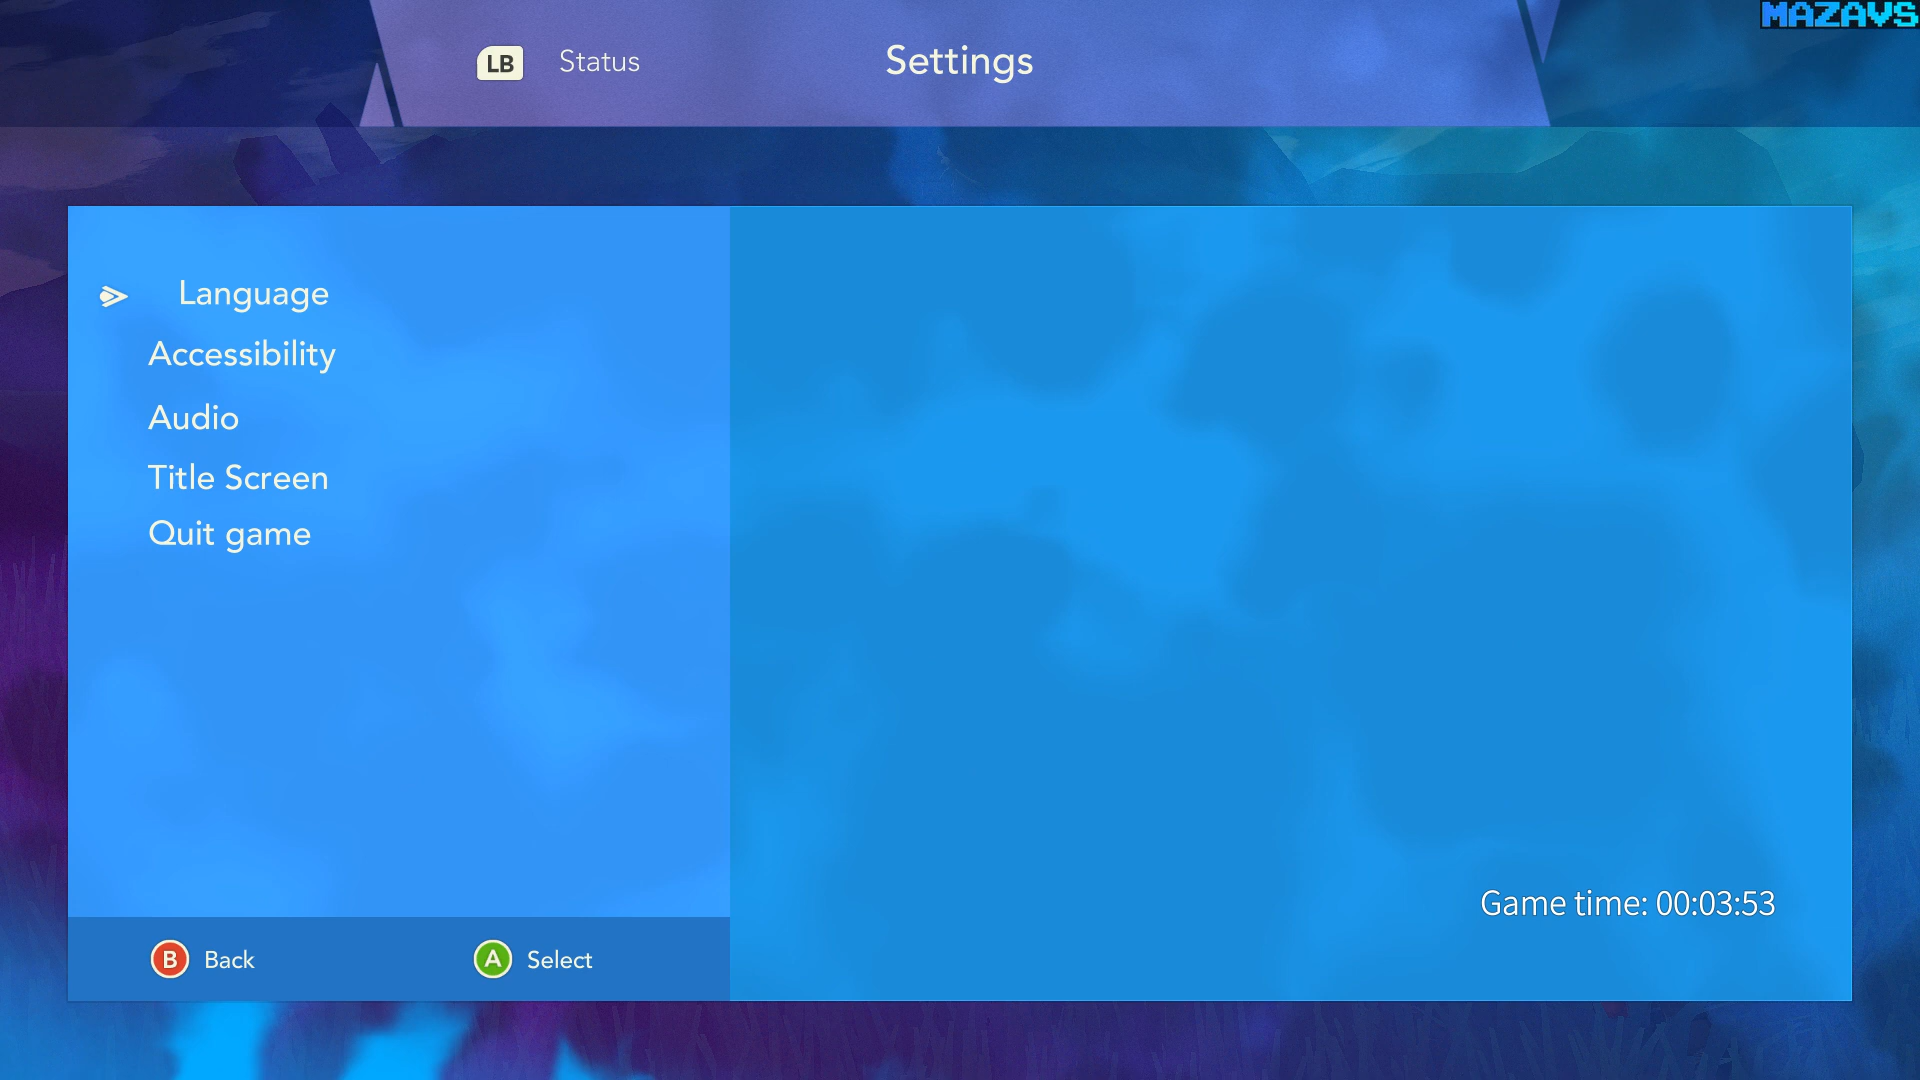 MAZAVS
LB Status Settings
Language
Accessibility
Audio
Title Screen
Quit game
Game time: 00:03:53
B Back A Select